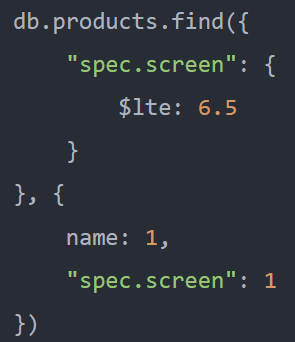 db.products.find({
    "spec.screen": {
        $lte: 6.5
    }
}, {
    name: 1,
    "spec.screen": 1
})